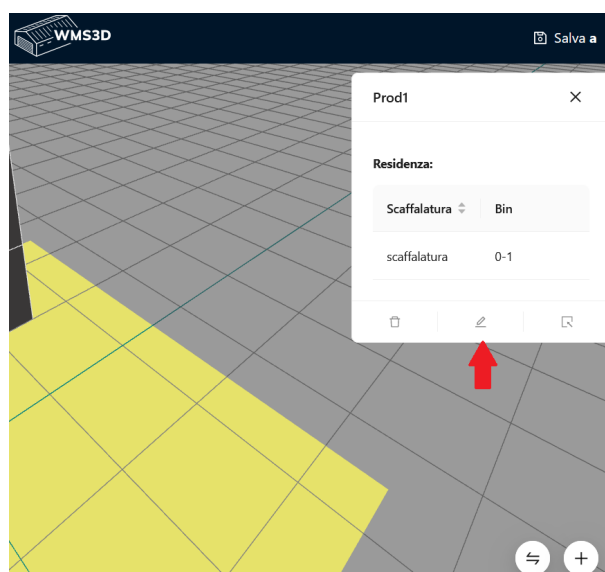 WMS3D
Salva a
Prod1
Residenza:
Scaffalatura Bin
scaffalatura 0-1